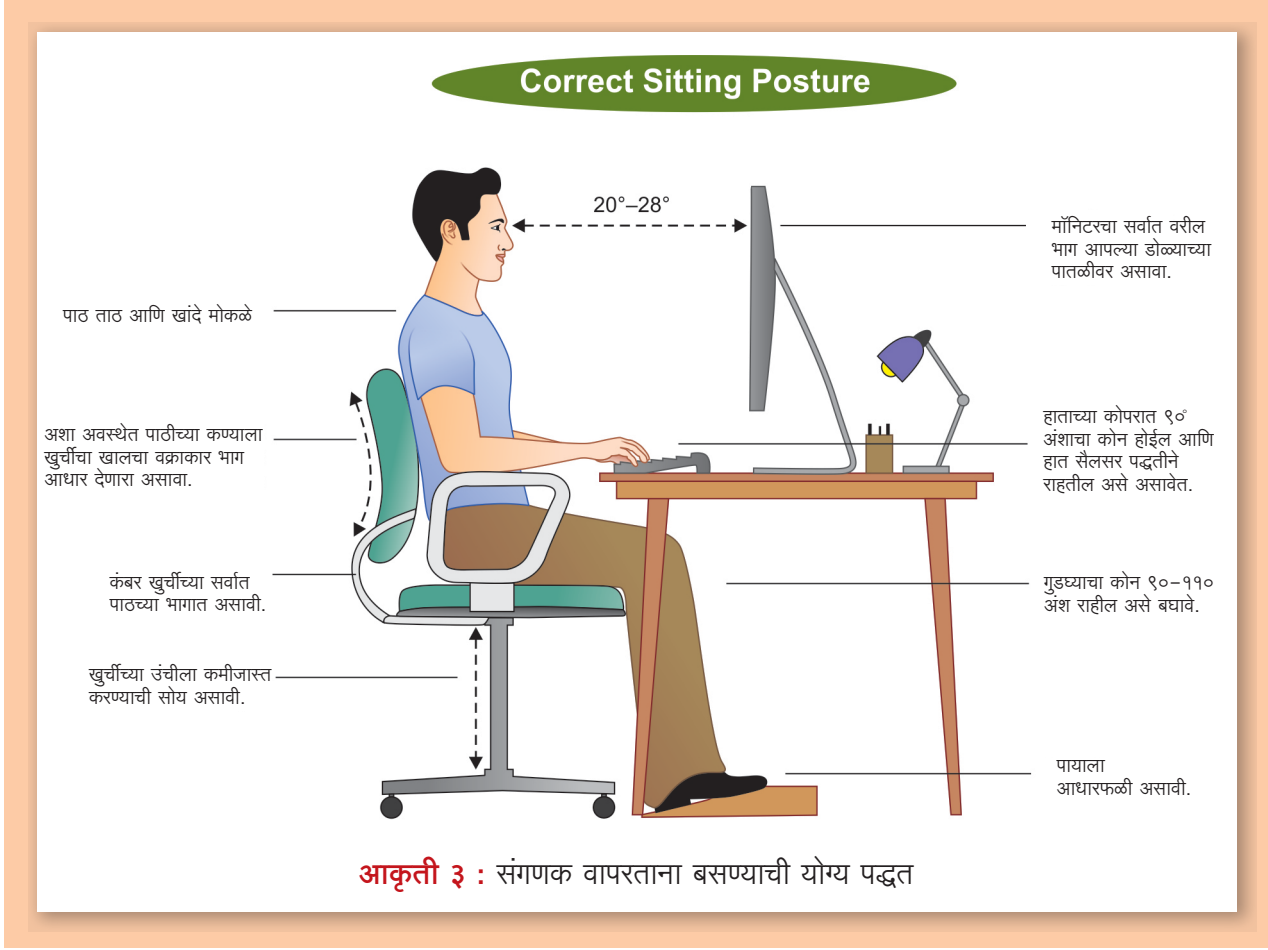 Correct Sitting Posture
20°–28°
मॉनिटरचा सर्वात वरील
भाग आपल्या डोळ्याच्या
पातळीवर असावा.
पाठ ताठ आणि खांदे मोकळे
अशा अवस्थेत पाठीच्या कण्याला
खुर्चीचा खालचा वक्राकार भाग
आधार देणारा असावा.
हाताच्या कोपरात ९०°
अंशाचा कोन होईल आणि
हात सैलसर पद्धतीने
राहतील असे असावेत.
कंबर खुर्चीच्या सर्वात
पाठच्या भागात असावी.
गुडघ्याचा कोन ९०–११०
अंश राहील असे बघावे.
खुर्चीच्या उंचीला कमीजास्त
करण्याची सोय असावी.
पायाला
आधारफळी असावी.
आकृती ३ : संगणक वापरताना बसण्याची योग्य पद्धत